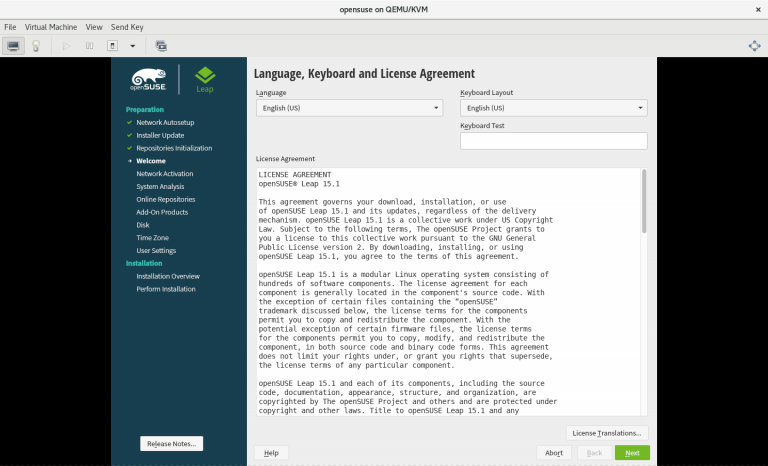 opensuse on QEMU/KVM
File Virtual Machine View Send Key
openSUSE
Leap
Preparation
Network Autosetup
Installer Update
Repositories Initialization
Welcome
Network Activation
System Analysis
Online Repositories
Add-On Products
Disk
Time Zone
User Settings
Installation
Installation Overview
Perform Installation
Release Notes...
Language, Keyboard and License Agreement
Language
English (US)
Keyboard Layout
English (US)
Keyboard Test
License Agreement
LICENSE AGREEMENT
openSUSE® Leap 15.1
This agreement governs your download, installation, or use
of openSUSE Leap 15.1 and its updates, regardless of the delivery
mechanism. openSUSE Leap 15.1 is a collective work under US Copyright
Law. Subject to the following terms, The openSUSE Project grants to
you a license to this collective work pursuant to the GNU General
Public License version 2. By downloading, installing, or using
openSUSE Leap 15.1, you agree to the terms of this agreement.
openSUSE Leap 15.1 is a modular Linux operating system consisting of
hundreds of software components. The license agreement for each
component is generally located in the component's source code. With
the exception of certain files containing the "openSUSE"
trademark discussed below, the license terms for the components
permit you to copy and redistribute the component. With the
potential exception of certain firmware files, the license terms
for the components permit you to copy, modify, and redistribute the
component, in both source code and binary code forms. This agreement
does not limit your rights under, or grant you rights that supersede,
the license terms of any particular component.
openSUSE Leap 15.1 and each of its components, including the source
code, documentation, appearance, structure, and organization, are
copyrighted by The openSUSE Project and others and are protected under
copyright and other laws. Title to openSUSE Leap 15.1 and any
License Translations...
Help
Abort
Back
Next